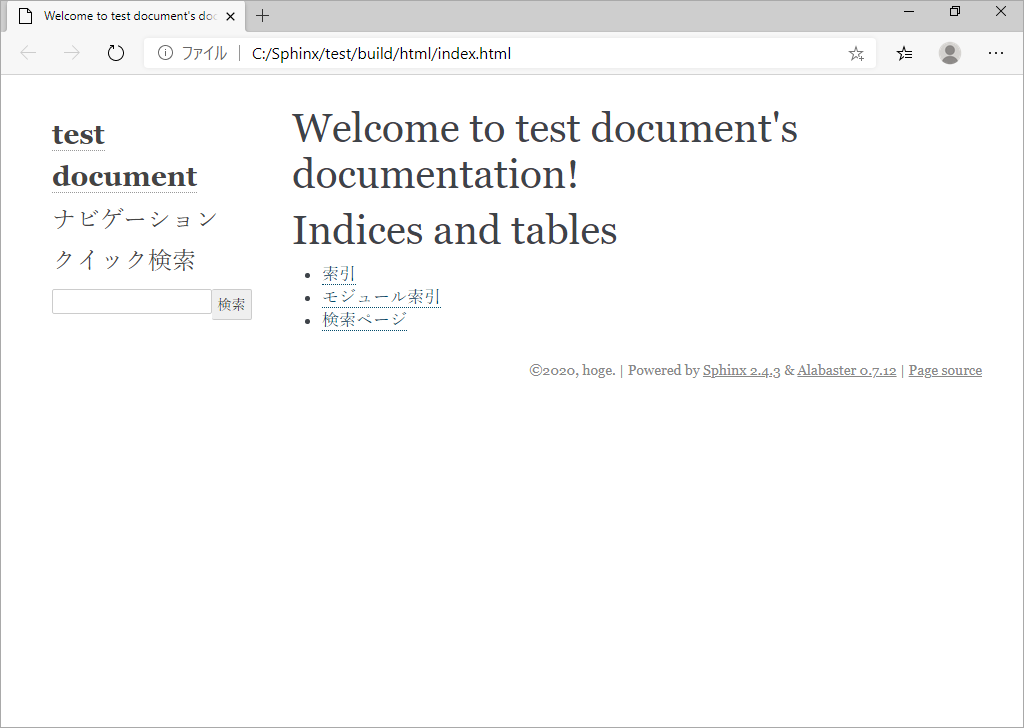 Welcome to test document's doc
ファイル | C:/Sphinx/test/build/html/index.html
test
document
ナビゲーション
クイック検索
検索
Welcome to test document's
documentation!
Indices and tables
索引
モジュール索引
検索ページ
©2020, hoge. | Powered by Sphinx 2.4.3 & Alabaster 0.7.12 | Page source